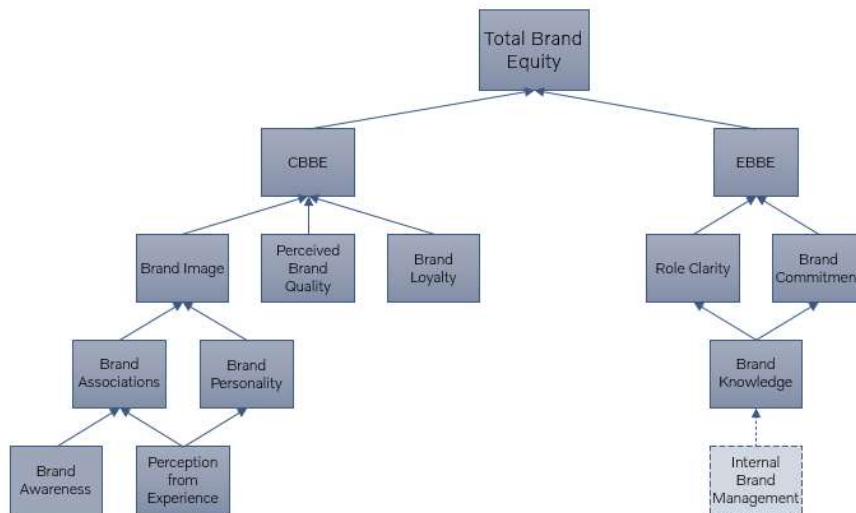 Total Brand
Equity
CBBE
EBBE
Brand Image
Perceived
Brand
Quality
Brand
Loyalty
Role Clarity
Brand
Commitment
Brand
Associations
Brand
Personality
Brand
Knowledge
Brand
Awareness
Perception
from
Experience
Internal
Brand
Management